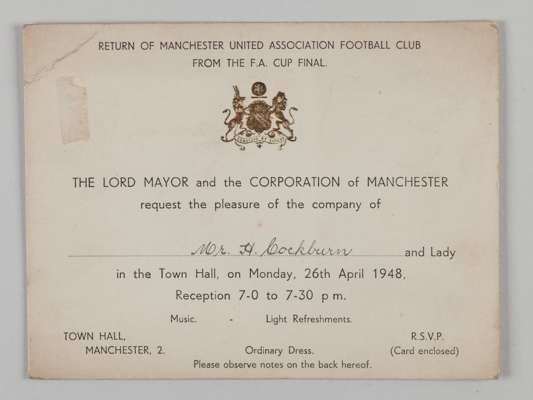 RETURN OF MANCHESTER UNITED ASSOCIATION FOOTBALL CLUB
FROM THE F.A. CUP FINAL.
THE LORD MAYOR and the CORPORATION of MANCHESTER
request the pleasure of the company of
Mr. H. Cockburn and Lady
in the Town Hall, on Monday, 26th April 1948,
Reception 7-0 to 7-30 p m.
Music. - Light Refreshments.
TOWN HALL, R.S.V.P.
MANCHESTER, 2. Ordinary Dress. (Card enclosed)
Please observe notes on the back hereof.